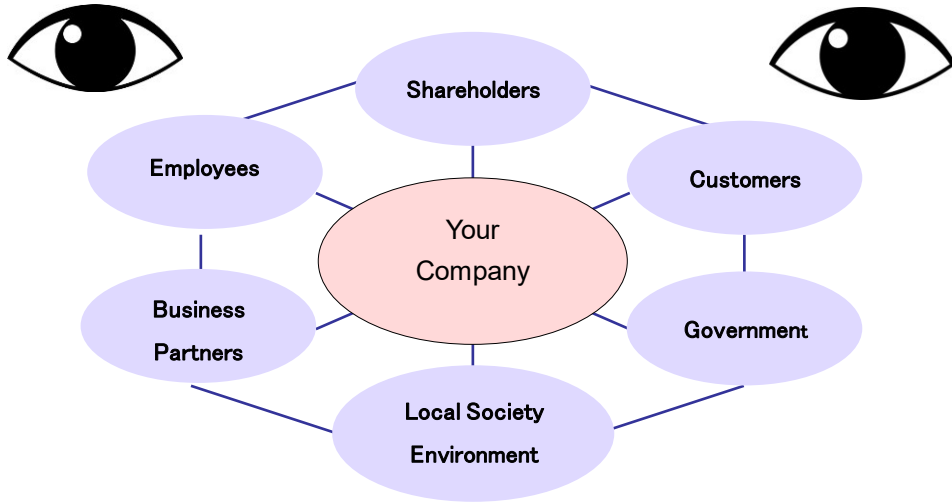 Shareholders
Employees
Customers
Your
Company
Business
Partners
Government
Local Society
Environment